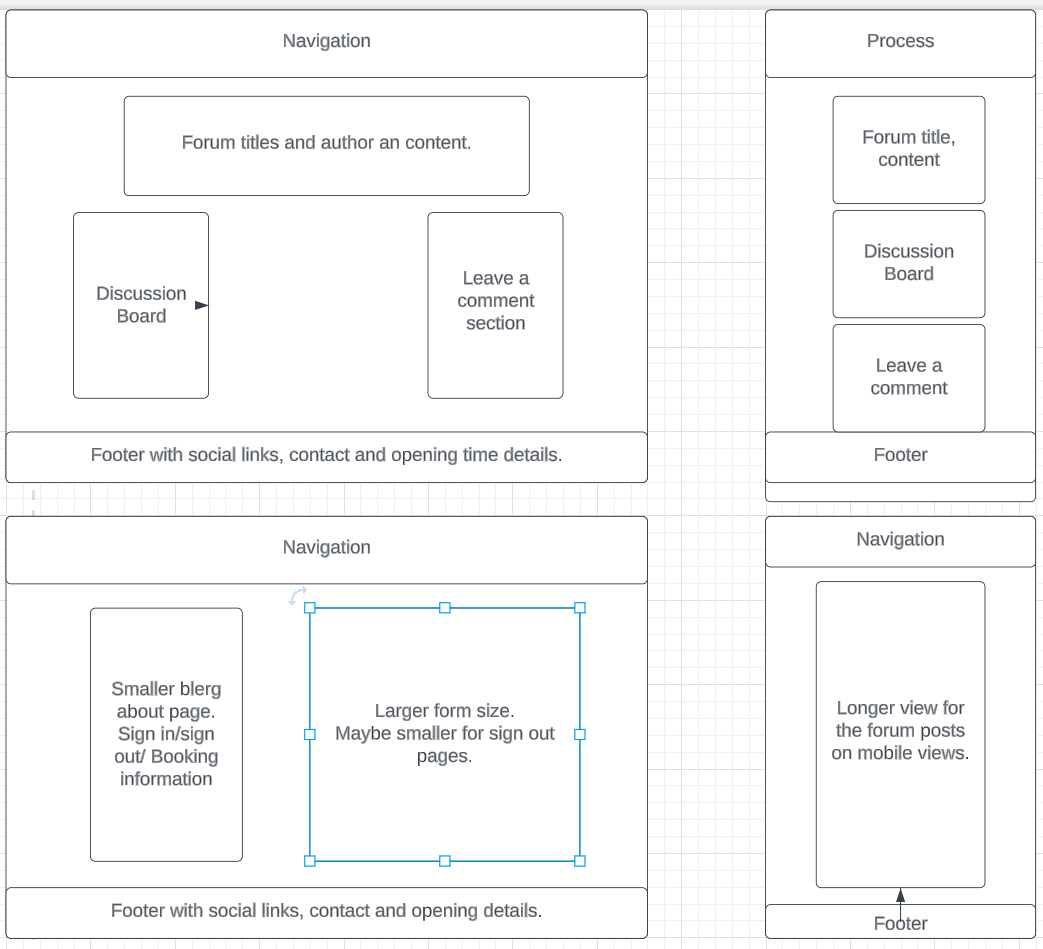 Navigation
Forum titles and author an content.
Discussion
Board
Leave a
comment
section
Footer with social links, contact and opening time details.
Process
Forum title,
content
Discussion
Board
Leave a
comment
Footer
Navigation
Smaller blerg
about page.
Sign in/sign
out/ Booking
information
Larger form size.
Maybe smaller for sign out
pages.
Footer with social links, contact and opening details.
Navigation
Longer view for
the forum posts
on mobile views.
Footer